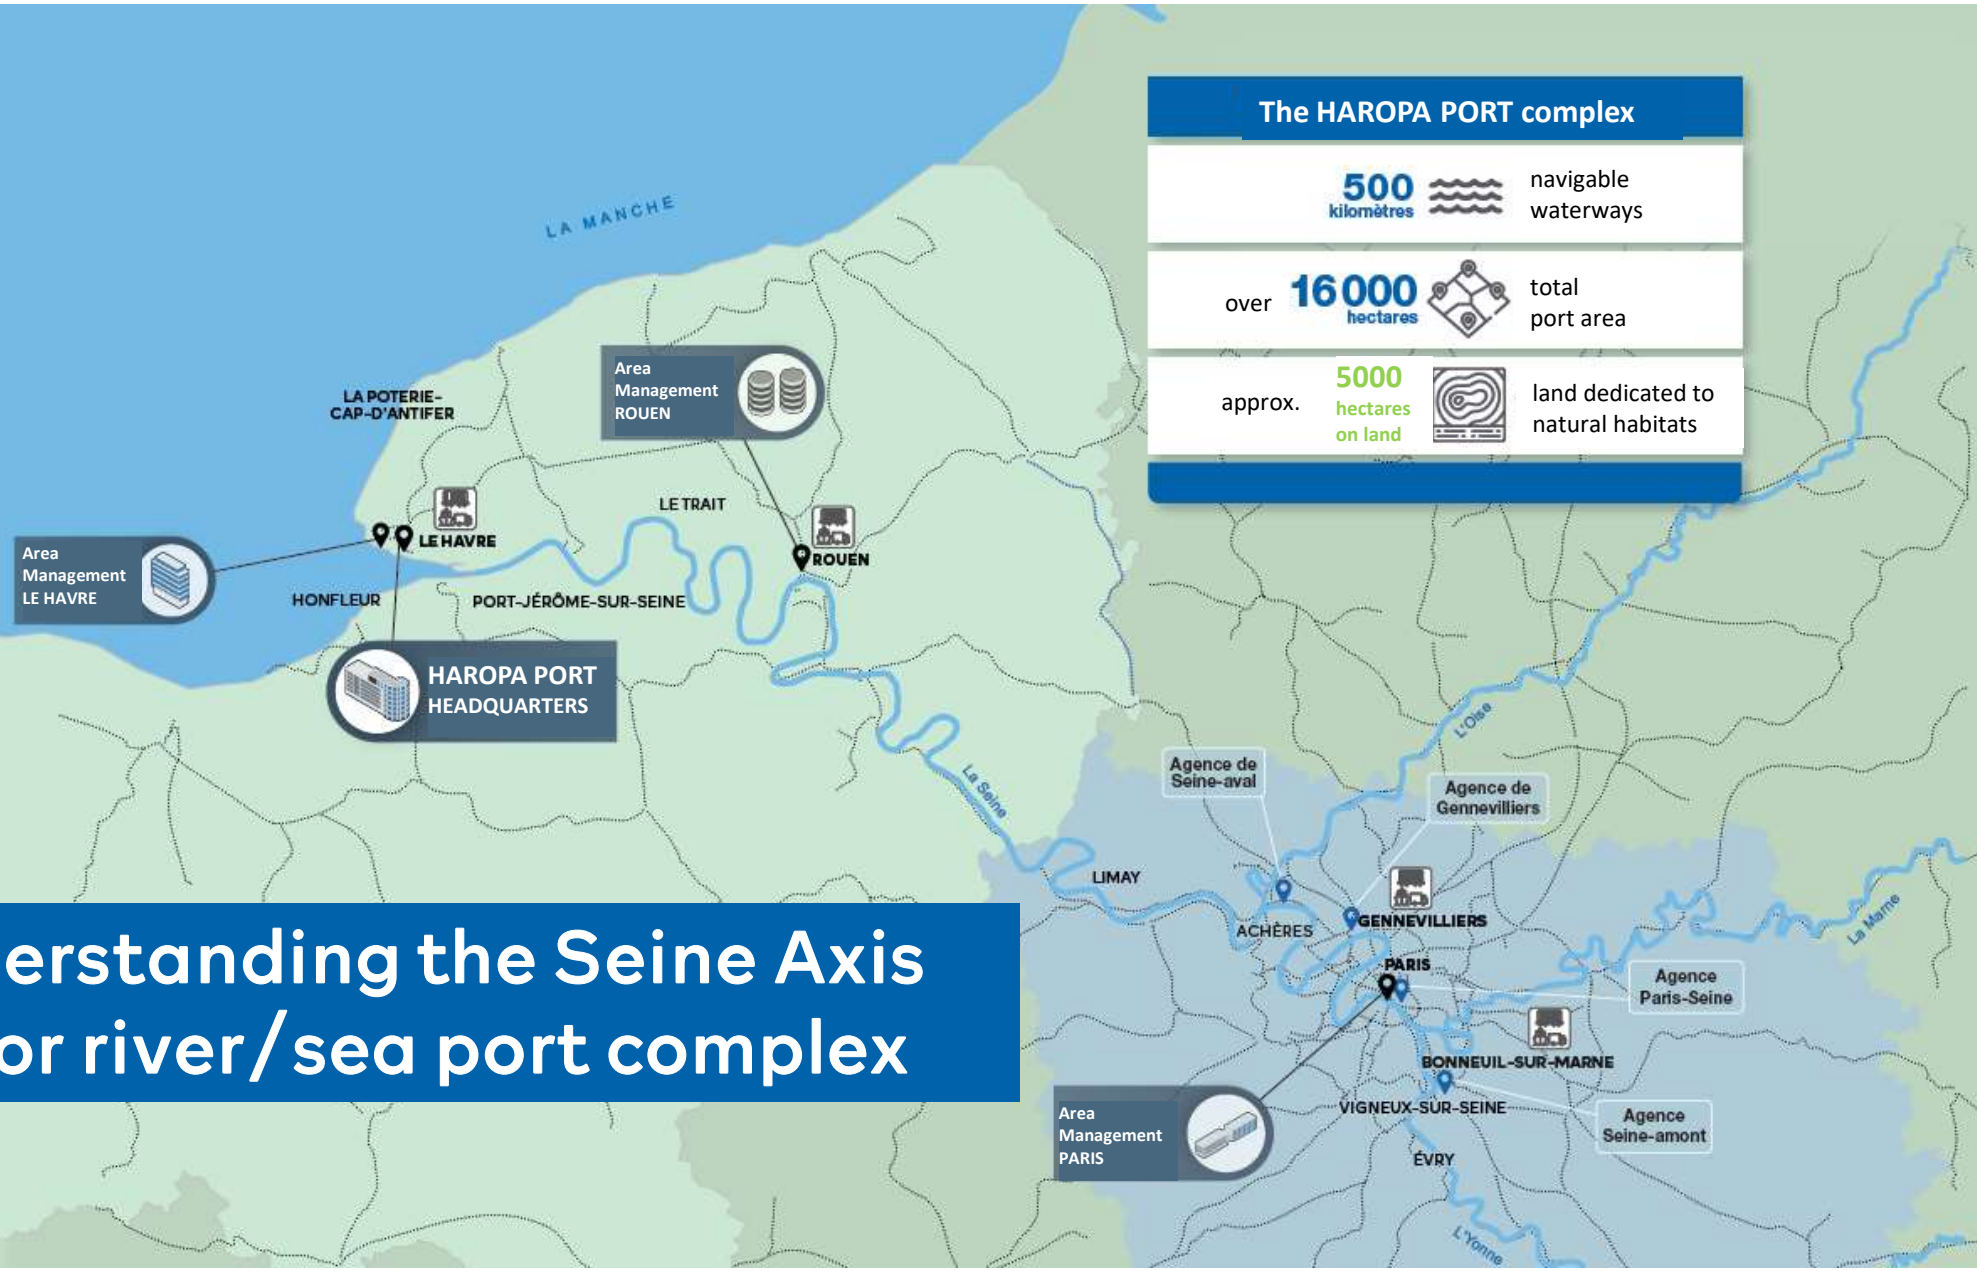 The HAROPA PORT complex
500
kilomètres
navigable
waterways
over
16 000
hectares
total
port area
approx.
5000
hectares
on land
land dedicated to
natural habitats
LA MANCHE
Area
Management
ROUEN
LA POTERIE-
CAP-D'ANTIFER
LE TRAIT
LE HAVRE
ROUEN
Area
Management
LE HAVRE
HONFLEUR
PORT-JÉRÔME-SUR-SEINE
HAROPA PORT
HEADQUARTERS
La Seine
L'Oise
Agence de
Seine-aval
Agence de
Gennevilliers
LIMAY
ACHÈRES
GENNEVILLIERS
La Marne
PARIS
Agence
Paris-Seine
erstanding the Seine Axis
or river/sea port complex
BONNEUIL-SUR-MARNE
VIGNEUX-SUR-SEINE
Agence
Seine-amont
Area
Management
PARIS
ÉVRY
L'Yonne